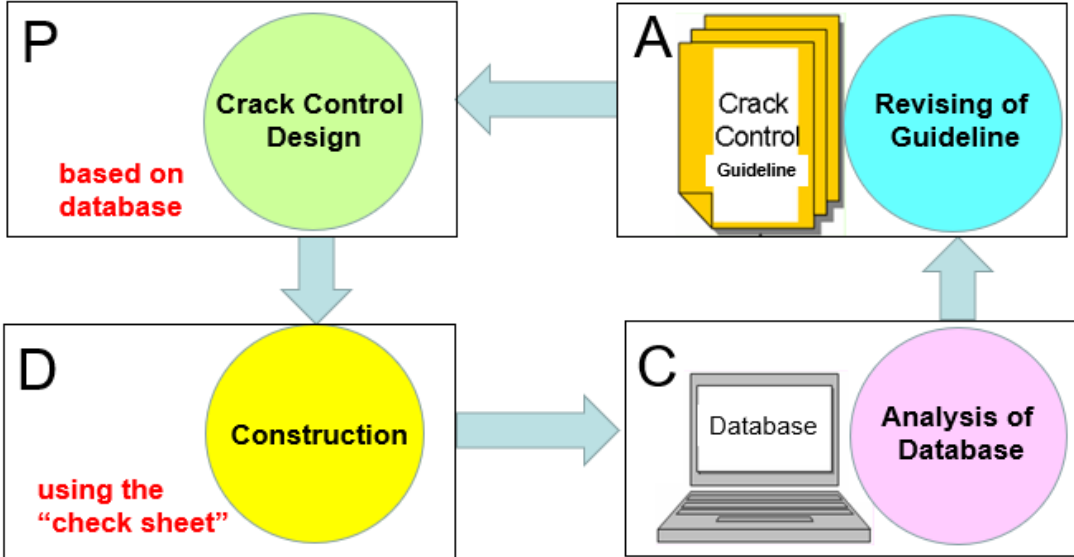 P
Crack Control
Design
based on
database
A
Crack
Control
Guideline
Revising of
Guideline
D
Construction
using the
“check sheet”
C
Database
Analysis of
Database